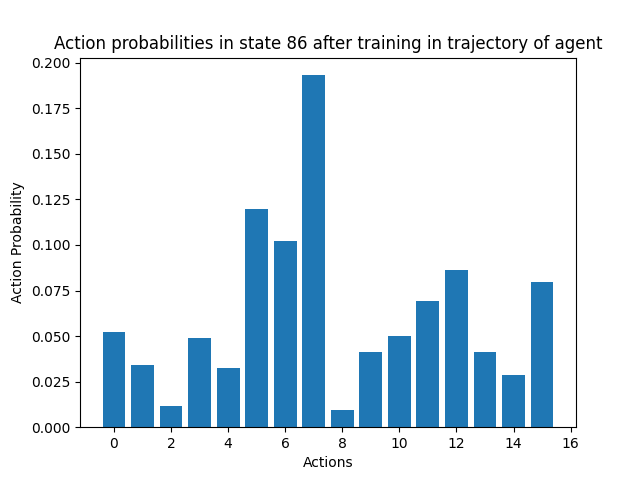 Action probabilities in state 86 after training in trajectory of agent
0.200
0.175
0.150
0.125
0.100
0.075
0.050
0.025
0.000
Action Probability
0 2 4 6 8 10 12 14 16
Actions